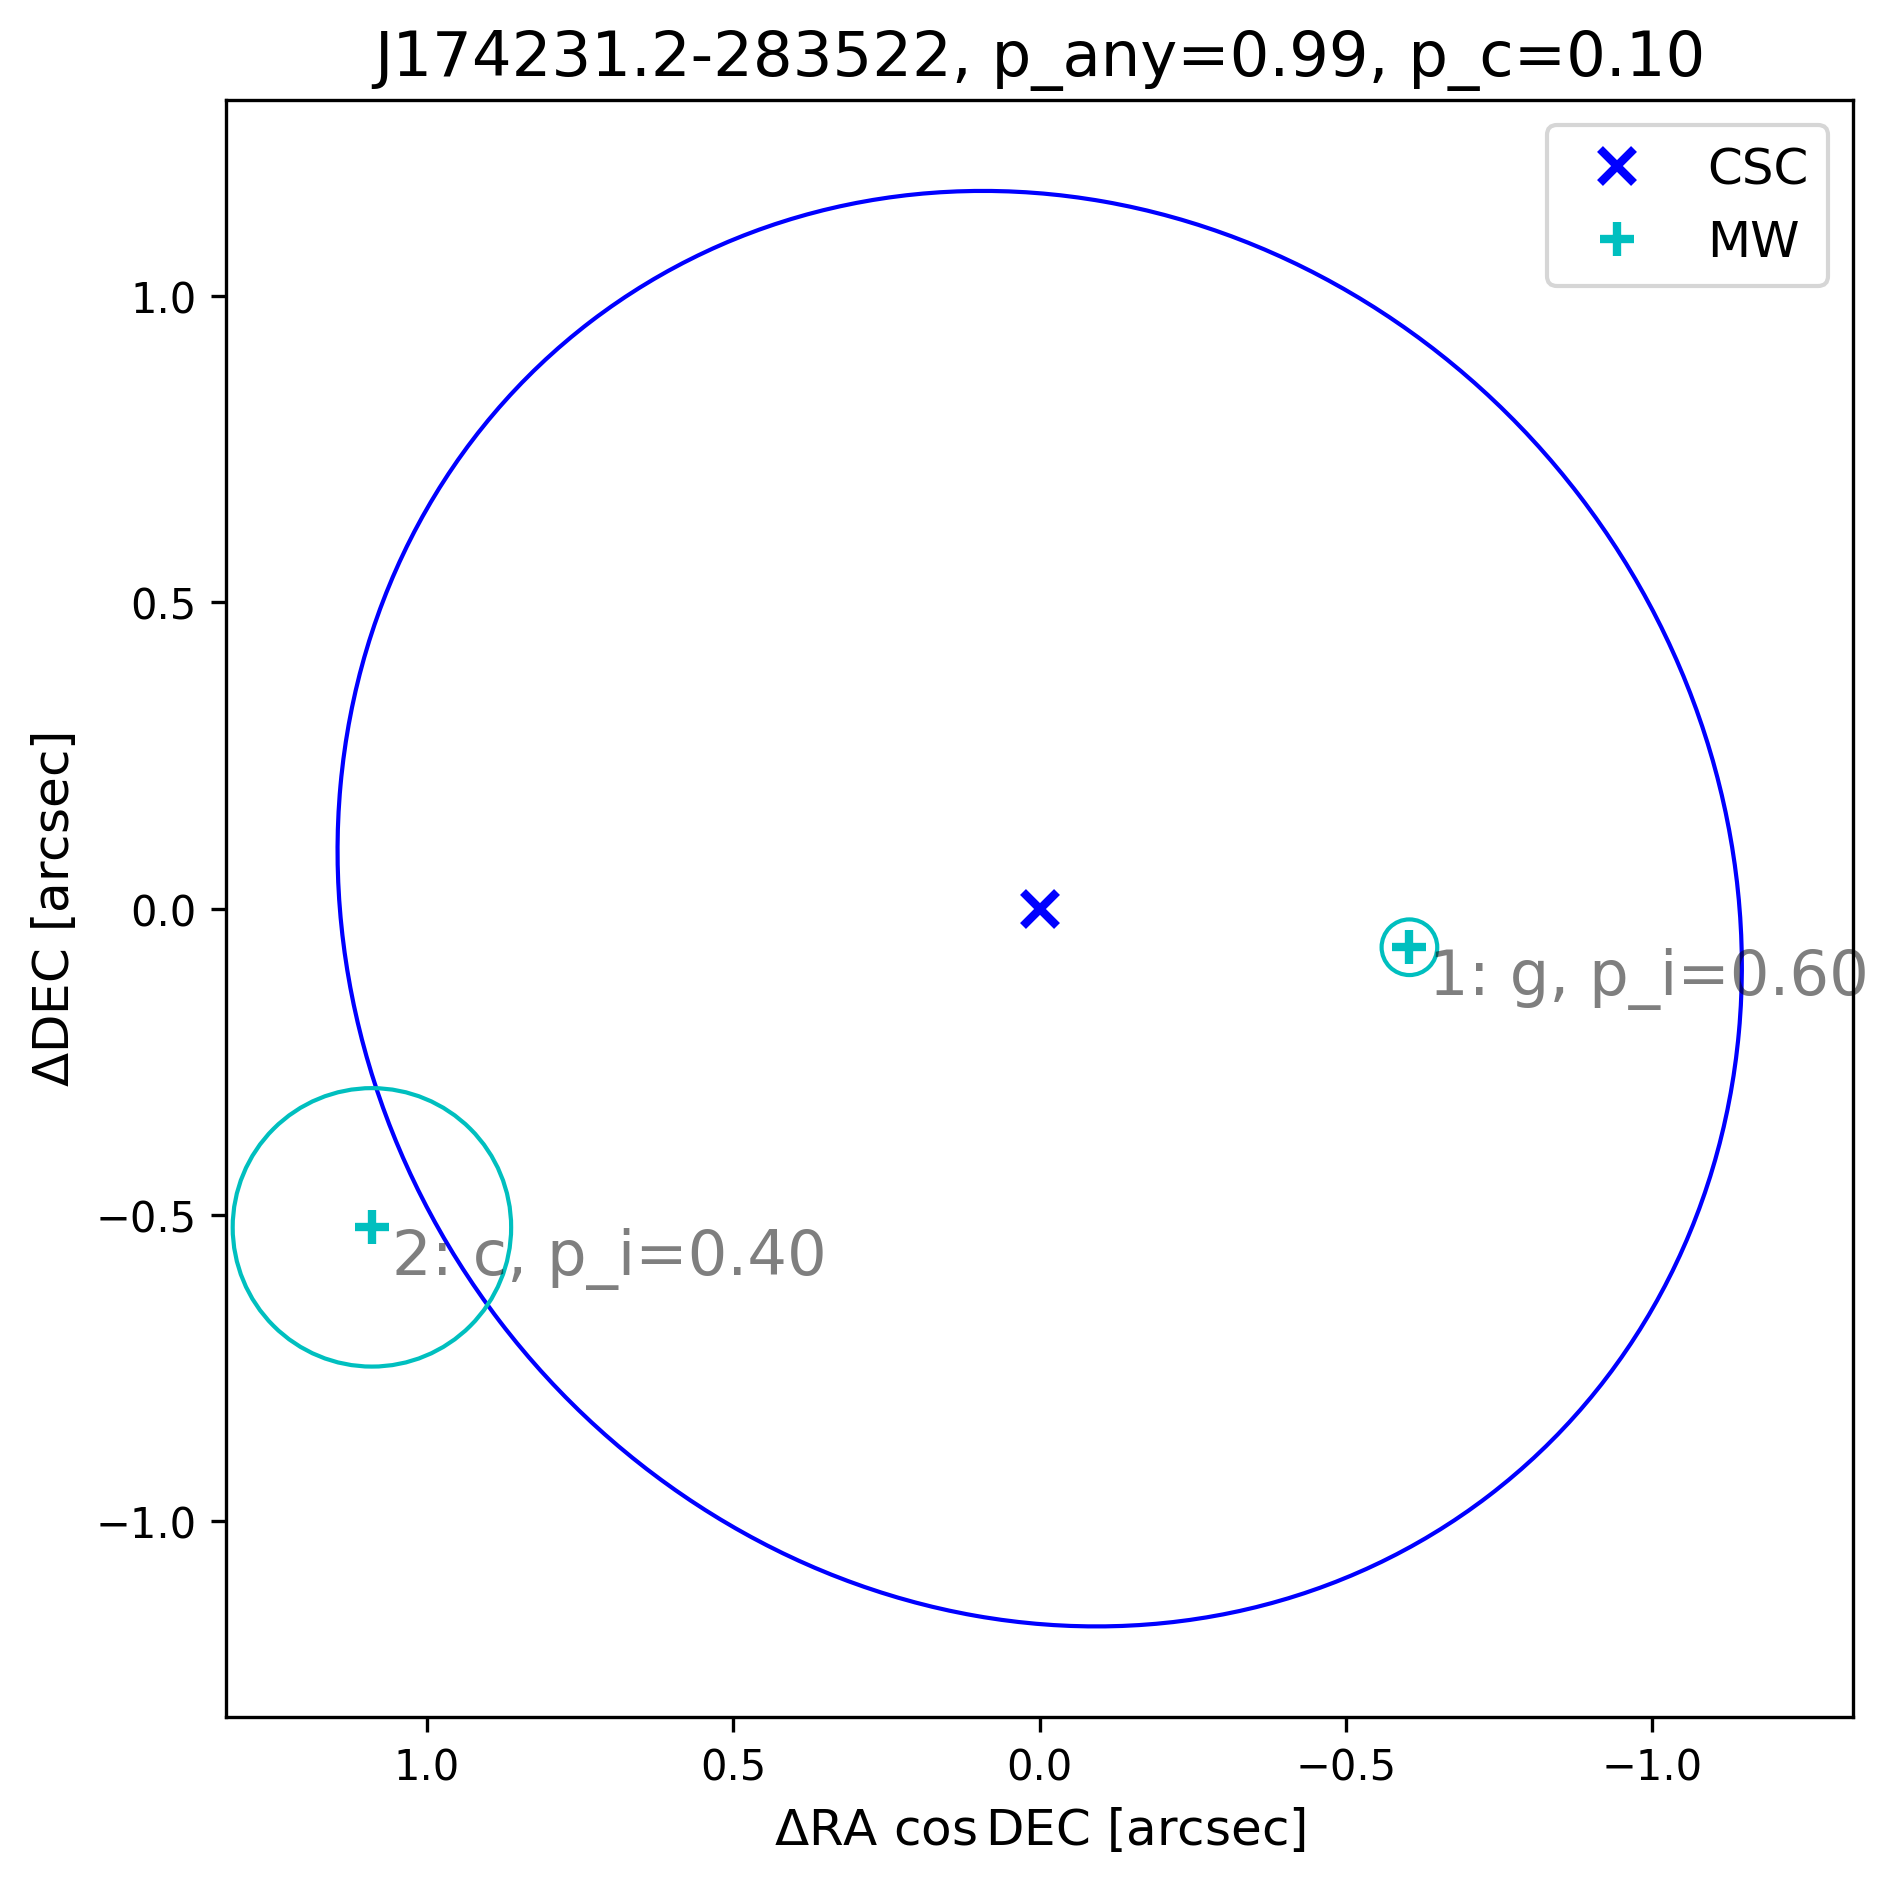 J174231.2-283522, p_any=0.99, p_c=0.10
CSC
MW
1.0
0.5
0.0
−0.5
−1.0
ΔDEC [arcsec]
1: g, p_i=0.60
2: c, p_i=0.40
1.0 0.5 0.0 −0.5 −1.0
ΔRA cos DEC [arcsec]